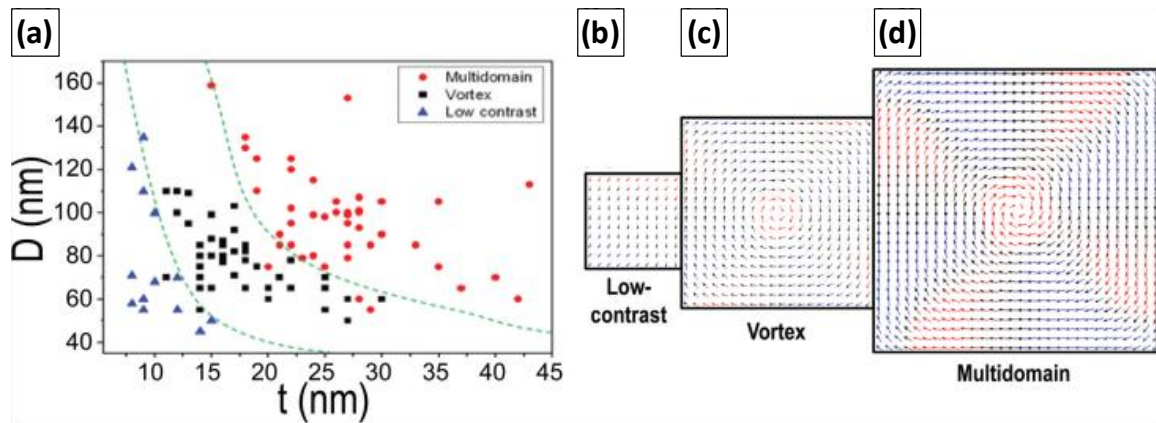 (a)
(b)
(c)
(d)
160
140
120
100
80
60
40
D (nm)
Multidomain
Vortex
Low contrast
10
15
20
25
30
35
40
45
t (nm)
Low-
contrast
Vortex
Multidomain